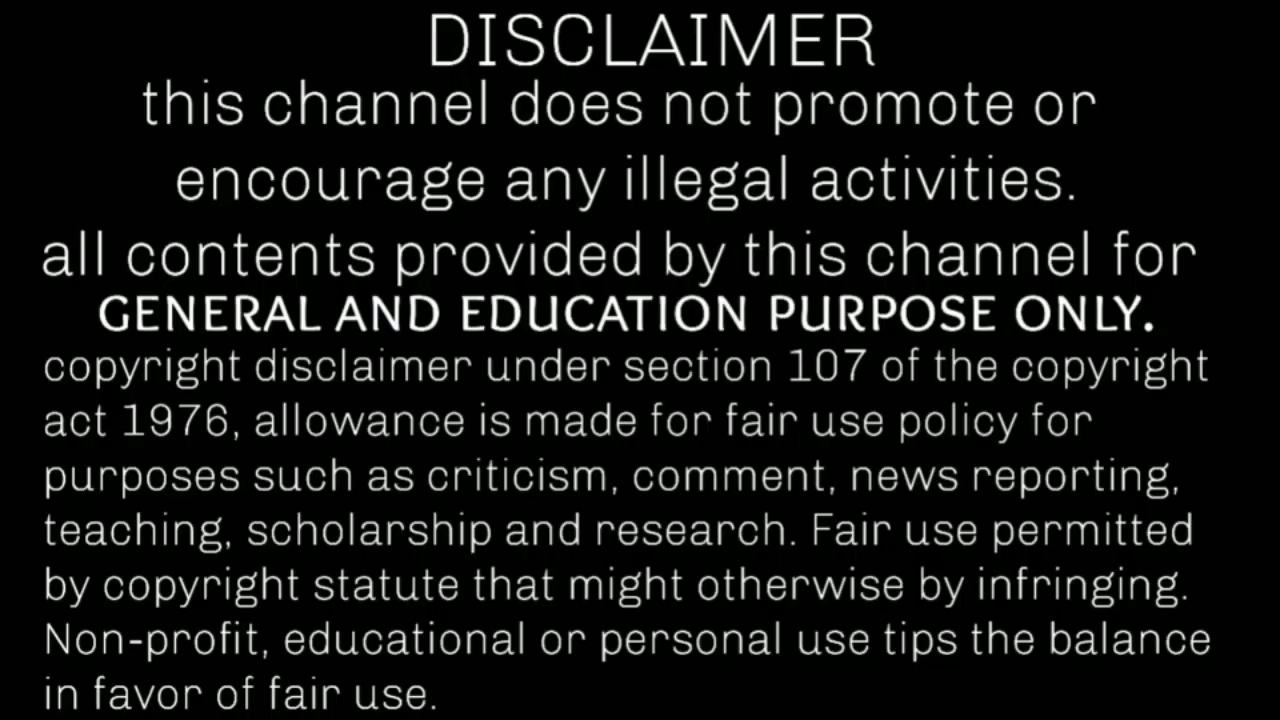 DISCLAIMER
this channel does not promote or
encourage any illegal activities.
all contents provided by this channel for
GENERAL AND EDUCATION PURPOSE ONLY.
copyright disclaimer under section 107 of the copyright
act 1976, allowance is made for fair use policy for
purposes such as criticism, comment, news reporting,
teaching, scholarship and research. Fair use permitted
by copyright statute that might otherwise by infringing.
Non-profit, educational or personal use tips the balance
in favor of fair use.